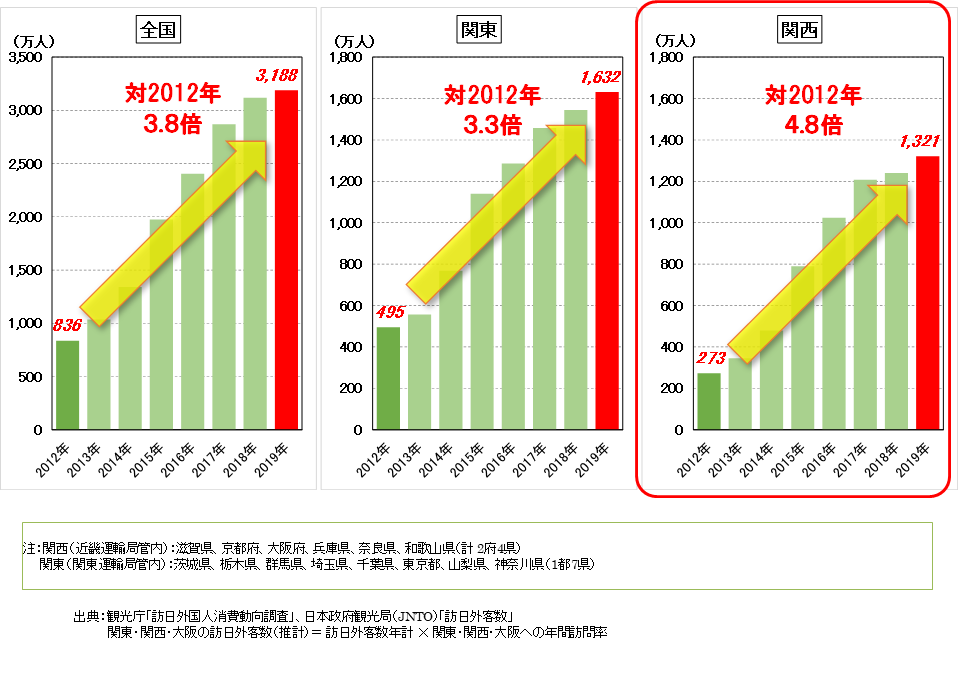 全国
(万人)
3,500
3,000
2,500
2,000
1,500
1,000
500
0
対2012年
3.8倍
836
3,188
2012年
2013年
2014年
2015年
2016年
2017年
2018年
2019年
関東
(万人)
1,800
1,600
1,400
1,200
1,000
800
600
400
200
0
対2012年
3.3倍
495
1,632
2012年
2013年
2014年
2015年
2016年
2017年
2018年
2019年
関西
(万人)
1,800
1,600
1,400
1,200
1,000
800
600
400
200
0
対2012年
4.8倍
273
1,321
2012年
2013年
2014年
2015年
2016年
2017年
2018年
2019年
注：関西（近畿運輸局管内）：滋賀県、京都府、大阪府、兵庫県、奈良県、和歌山県（計2府4県）
関東（関東運輸局管内）：茨城県、栃木県、群馬県、埼玉県、千葉県、東京都、山梨県、神奈川県（1都7県）
出典：観光庁「訪日外国人消費動向調査」、日本政府観光局（JNTO）「訪日外客数」
関東・関西・大阪の訪日外客数（推計）＝ 訪日外客数年計 × 関東・関西・大阪への年間訪問率